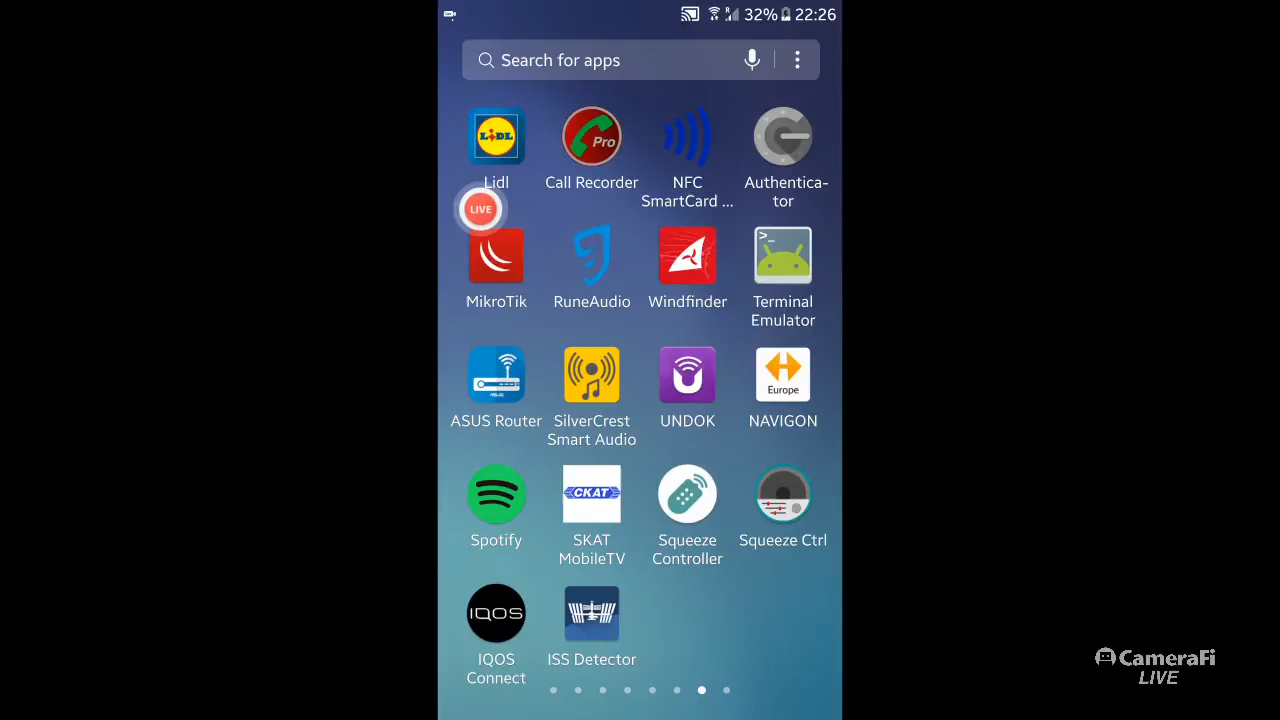 32% 22:26
Search for apps
LIDL
Pro
Lidl
Call Recorder
NFC
SmartCard ...
Authentica-
tor
LIVE
>_
MikroTik
RuneAudio
Windfinder
Terminal
Emulator
ASUS
Europe
ASUS Router
SilverCrest
Smart Audio
UNDOK
NAVIGON
СКАТ
Spotify
SKAT
MobileTV
Squeeze
Controller
Squeeze Ctrl
IQOS
IQOS
Connect
ISS Detector
CameraFi
LIVE